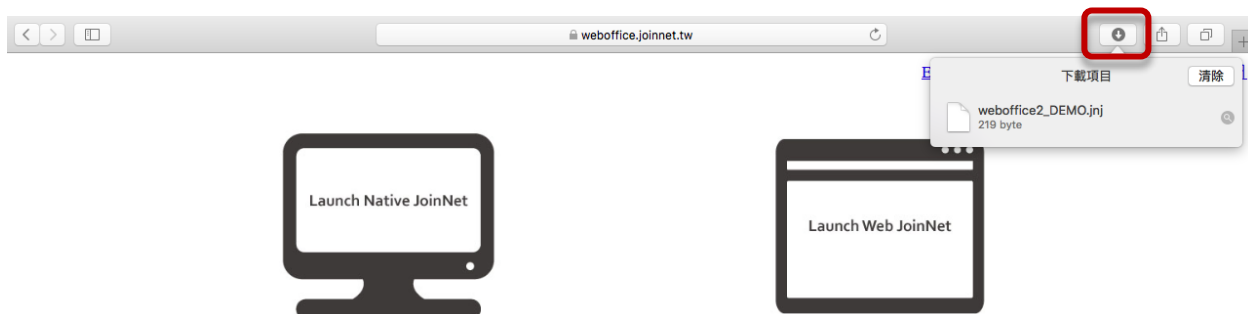 weboffice.joinnet.tw
下載項目
清除
weboffice2_DEMO.jnj
219 byte
Launch Native JoinNet
Launch Web JoinNet